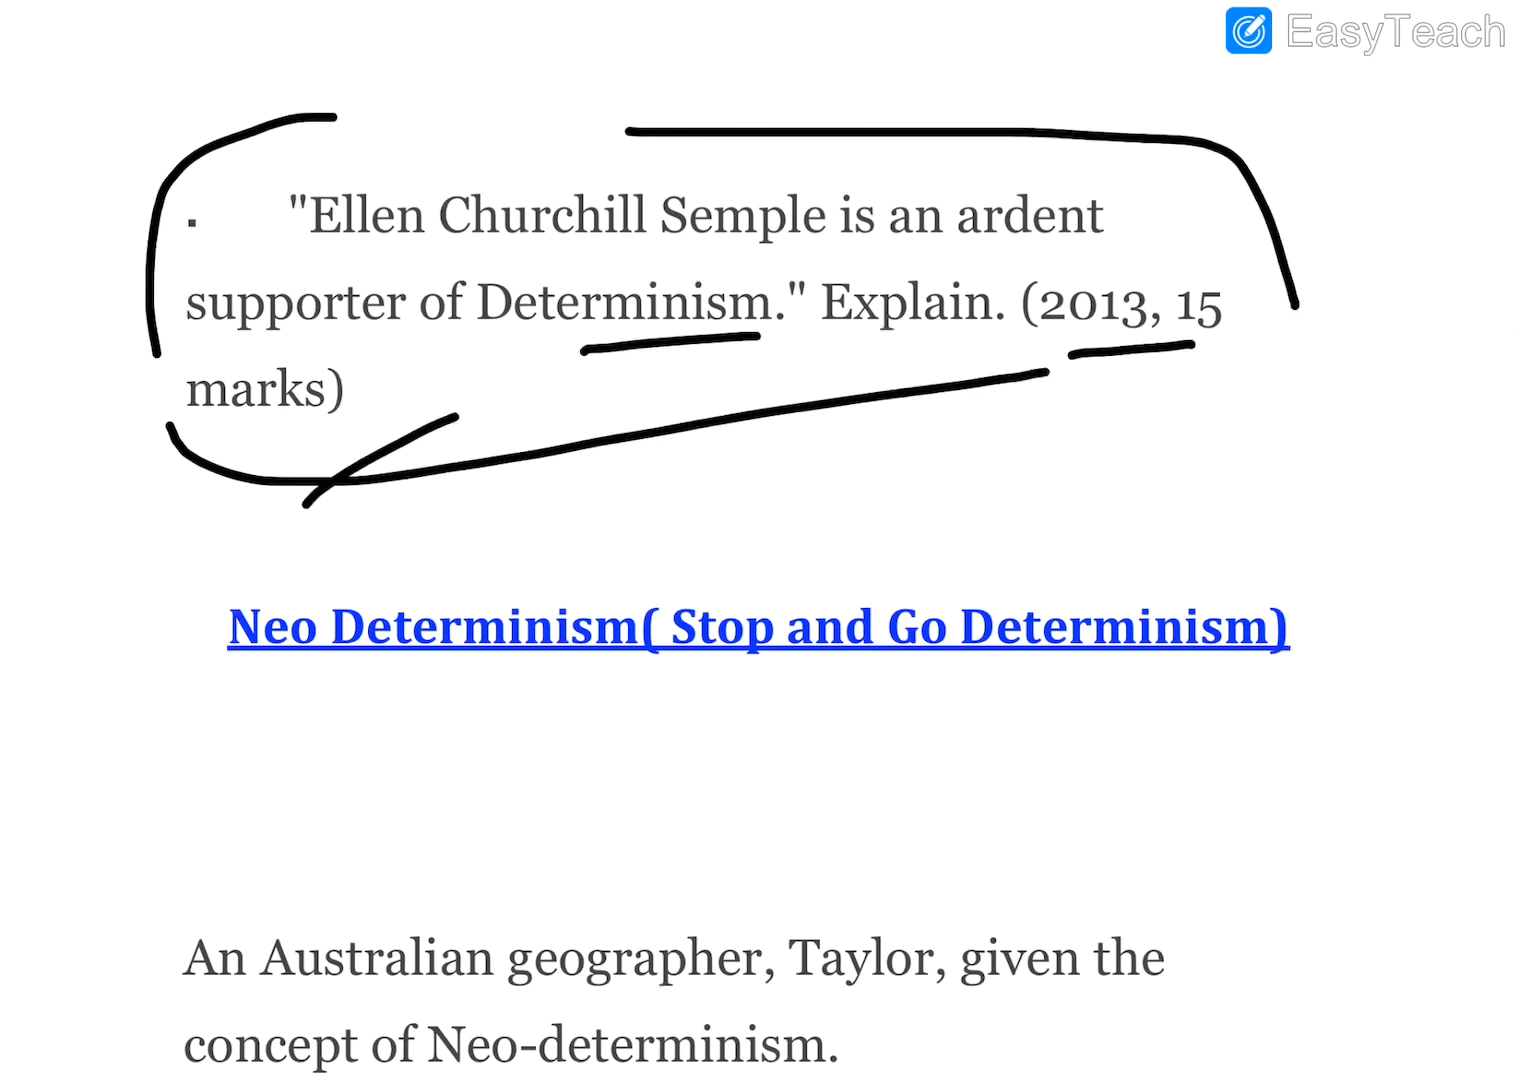 EasyTeach
. "Ellen Churchill Semple is an ardent
supporter of Determinism." Explain. (2013, 15
marks)
Neo Determinism( Stop and Go Determinism)
An Australian geographer, Taylor, given the
concept of Neo-determinism.